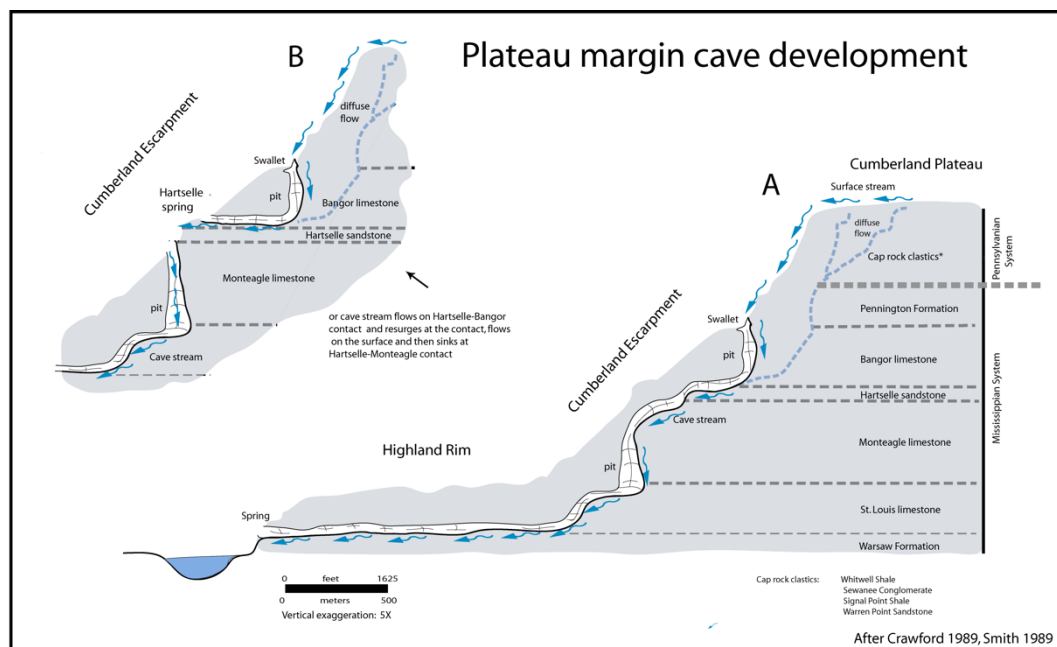 Plateau margin cave development
B
diffuse
flow
Cumberland Escarpment
Swallet
Hartselle
spring
pit
Bangor limestone
Hartselle sandstone
Monteagle limestone
pit
Cave stream
or cave stream flows on Hartselle-Bangor
contact and resurges at the contact, flows
on the surface and then sinks at
Hartselle-Monteagle contact
Cumberland Plateau
A
Surface stream
diffuse
flow
Cap rock clastics*
Pennsylvanian
System
Pennington Formation
Swallet
pit
Bangor limestone
Cumberland Escarpment
Hartselle sandstone
Mississippian System
Cave stream
Monteagle limestone
Highland Rim
pit
Spring
St. Louis limestone
Warsaw Formation
0 feet 1625
0 meters 500
Vertical exaggeration: 5X
Cap rock clastics: Whitwell Shale
Sewanee Conglomerate
Signal Point Shale
Warren Point Sandstone
After Crawford 1989, Smith 1989